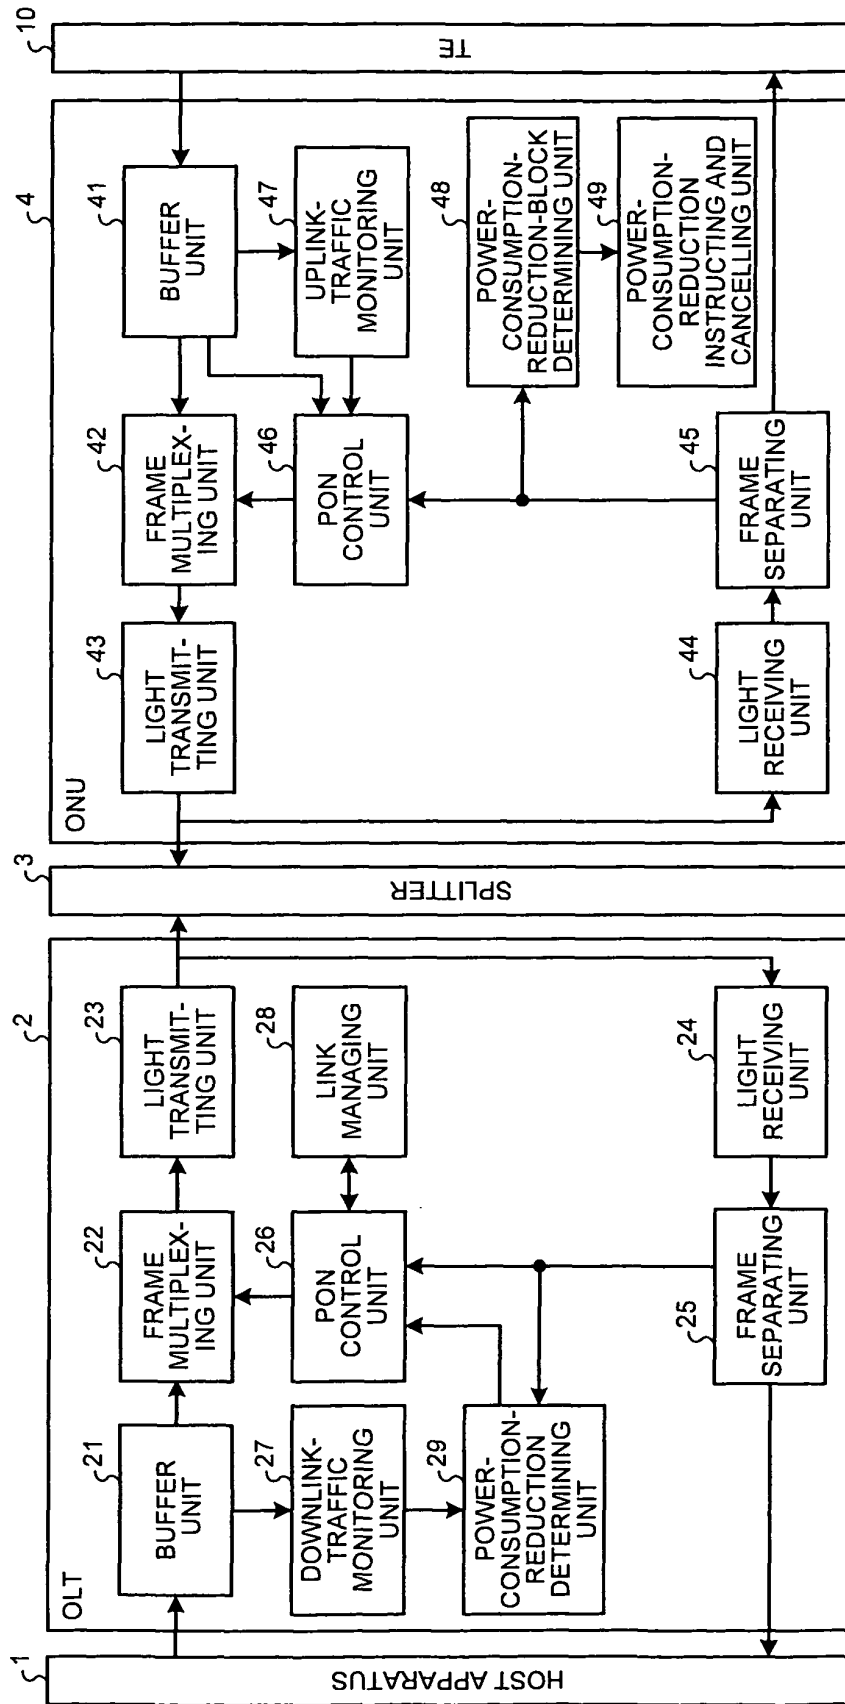 1
HOST APPARATUS
2
OLT
21
BUFFER
UNIT
22
FRAME
MULTIPLEX-
ING UNIT
23
LIGHT
TRANSMIT-
TING UNIT
27
DOWNLINK-
TRAFFIC
MONITORING
UNIT
26
PON
CONTROL
UNIT
28
LINK
MANAGING
UNIT
29
POWER-
CONSUMPTION-
REDUCTION
DETERMINING
UNIT
25
FRAME
SEPARATING
UNIT
24
LIGHT
RECEIVING
UNIT
3
SPLITTER
4
ONU
43
LIGHT
TRANSMIT-
TING UNIT
42
FRAME
MULTIPLEX-
ING UNIT
41
BUFFER
UNIT
46
PON
CONTROL
UNIT
47
UPLINK-
TRAFFIC
MONITORING
UNIT
48
POWER-
CONSUMPTION-
REDUCTION-BLOCK
DETERMINING UNIT
49
POWER-
CONSUMPTION-
REDUCTION
INSTRUCTING AND
CANCELLING UNIT
44
LIGHT
RECEIVING
UNIT
45
FRAME
SEPARATING
UNIT
10
TE